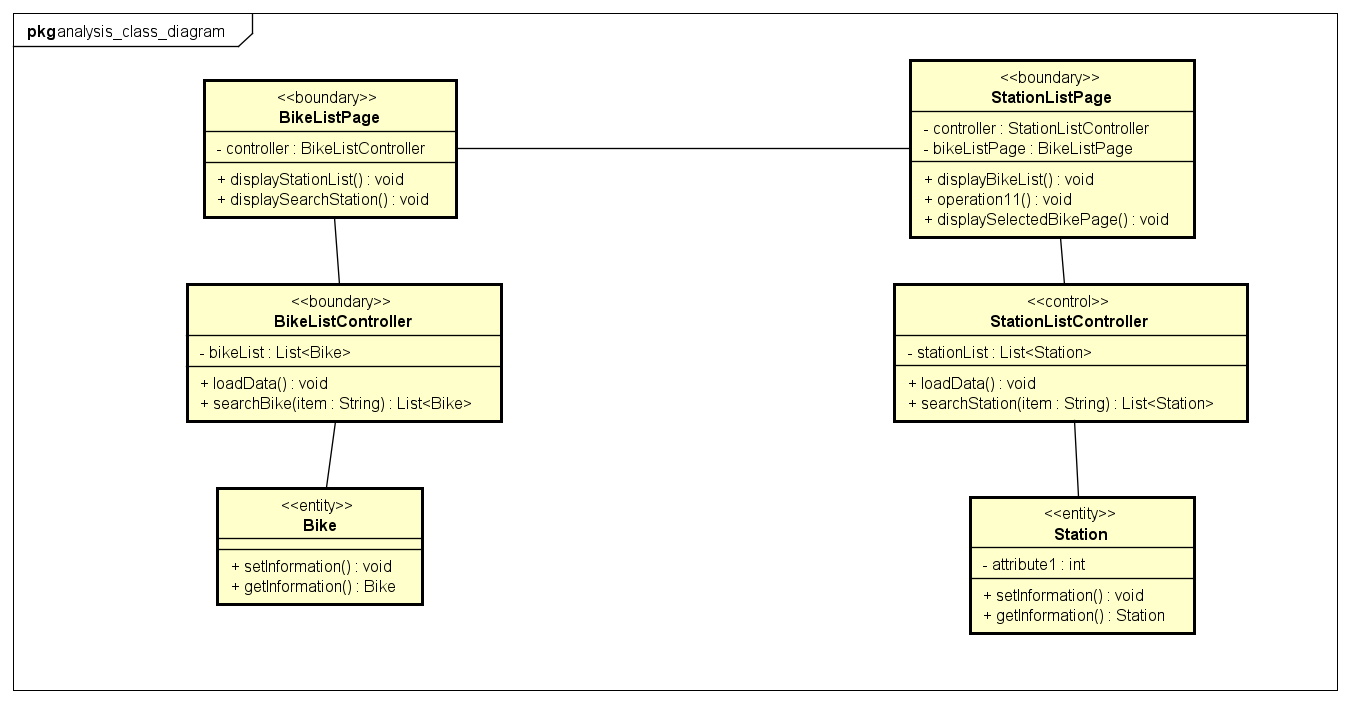 pkg analysis_class_diagram
<<boundary>>
BikeListPage
- controller : BikeListController
+ displayStationList() : void
+ displaySearchStation() : void
<<boundary>>
StationListPage
- controller : StationListController
- bikeListPage : BikeListPage
+ displayBikeList() : void
+ operation11() : void
+ displaySelectedBikePage() : void
<<boundary>>
BikeListController
- bikeList : List<Bike>
+ loadData() : void
+ searchBike(item : String) : List<Bike>
<<control>>
StationListController
- stationList : List<Station>
+ loadData() : void
+ searchStation(item : String) : List<Station>
<<entity>>
Bike
+ setInformation() : void
+ getInformation() : Bike
<<entity>>
Station
- attribute1 : int
+ setInformation() : void
+ getInformation() : Station